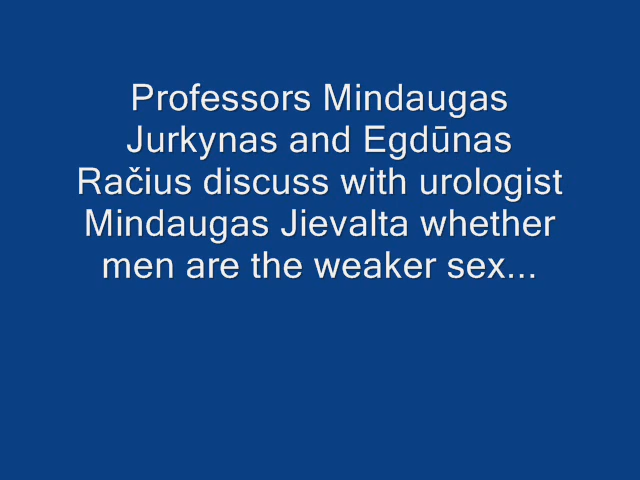 Professors Mindaugas
Jurkynas and Egdūnas
Račius discuss with urologist
Mindaugas Jievalta whether
men are the weaker sex...